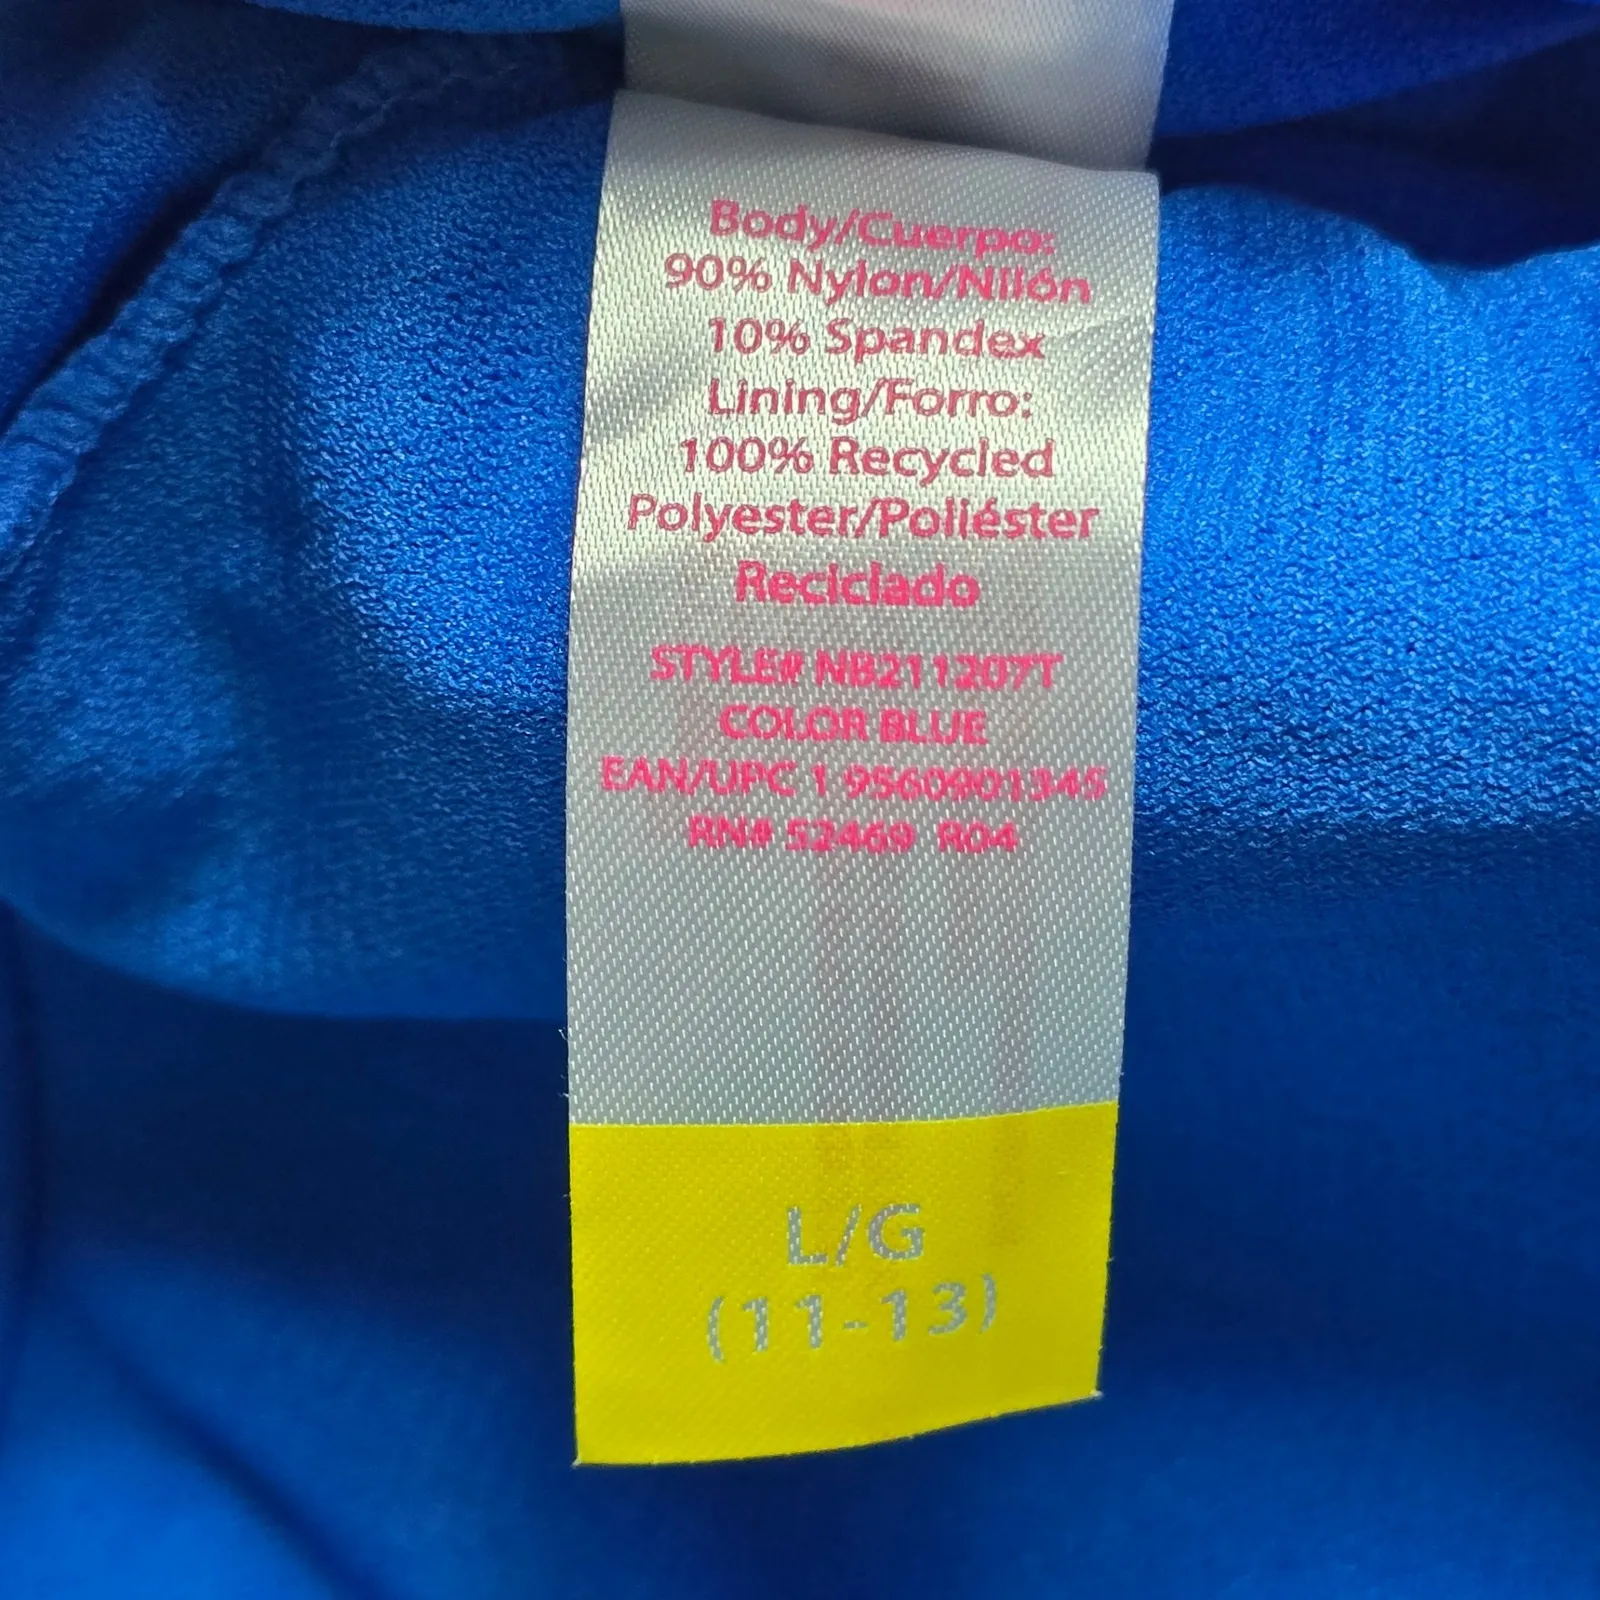 Body/Cuerpo:
90% Nylon/Nilón
10% Spandex
Lining/Forro:
100% Recycled
Polyester/Poliéster
Reciclado
STYLE# NB211207T
COLOR BLUE
EAN/UPC 1 9560901345
RN# 52469 R04
L/G
(11-13)